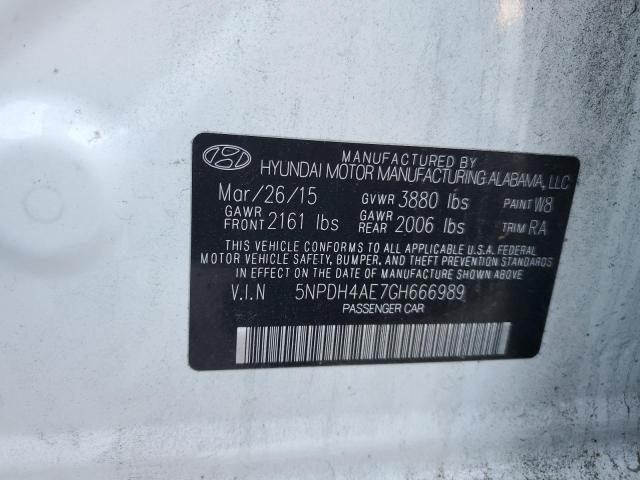 MANUFACTURED BY
HYUNDAI MOTOR MANUFACTURING ALABAMA, LLC
Mar/26/15 GVWR 3880 lbs PAINT W8
GAWR FRONT 2161 lbs GAWR REAR 2006 lbs TRIM RA
THIS VEHICLE CONFORMS TO ALL APPLICABLE U.S.A. FEDERAL
MOTOR VEHICLE SAFETY, BUMPER, AND THEFT PREVENTION STANDARDS
IN EFFECT ON THE DATE OF MANUFACTURE SHOWN ABOVE
V.I.N 5NPDH4AE7GH666989
PASSENGER CAR